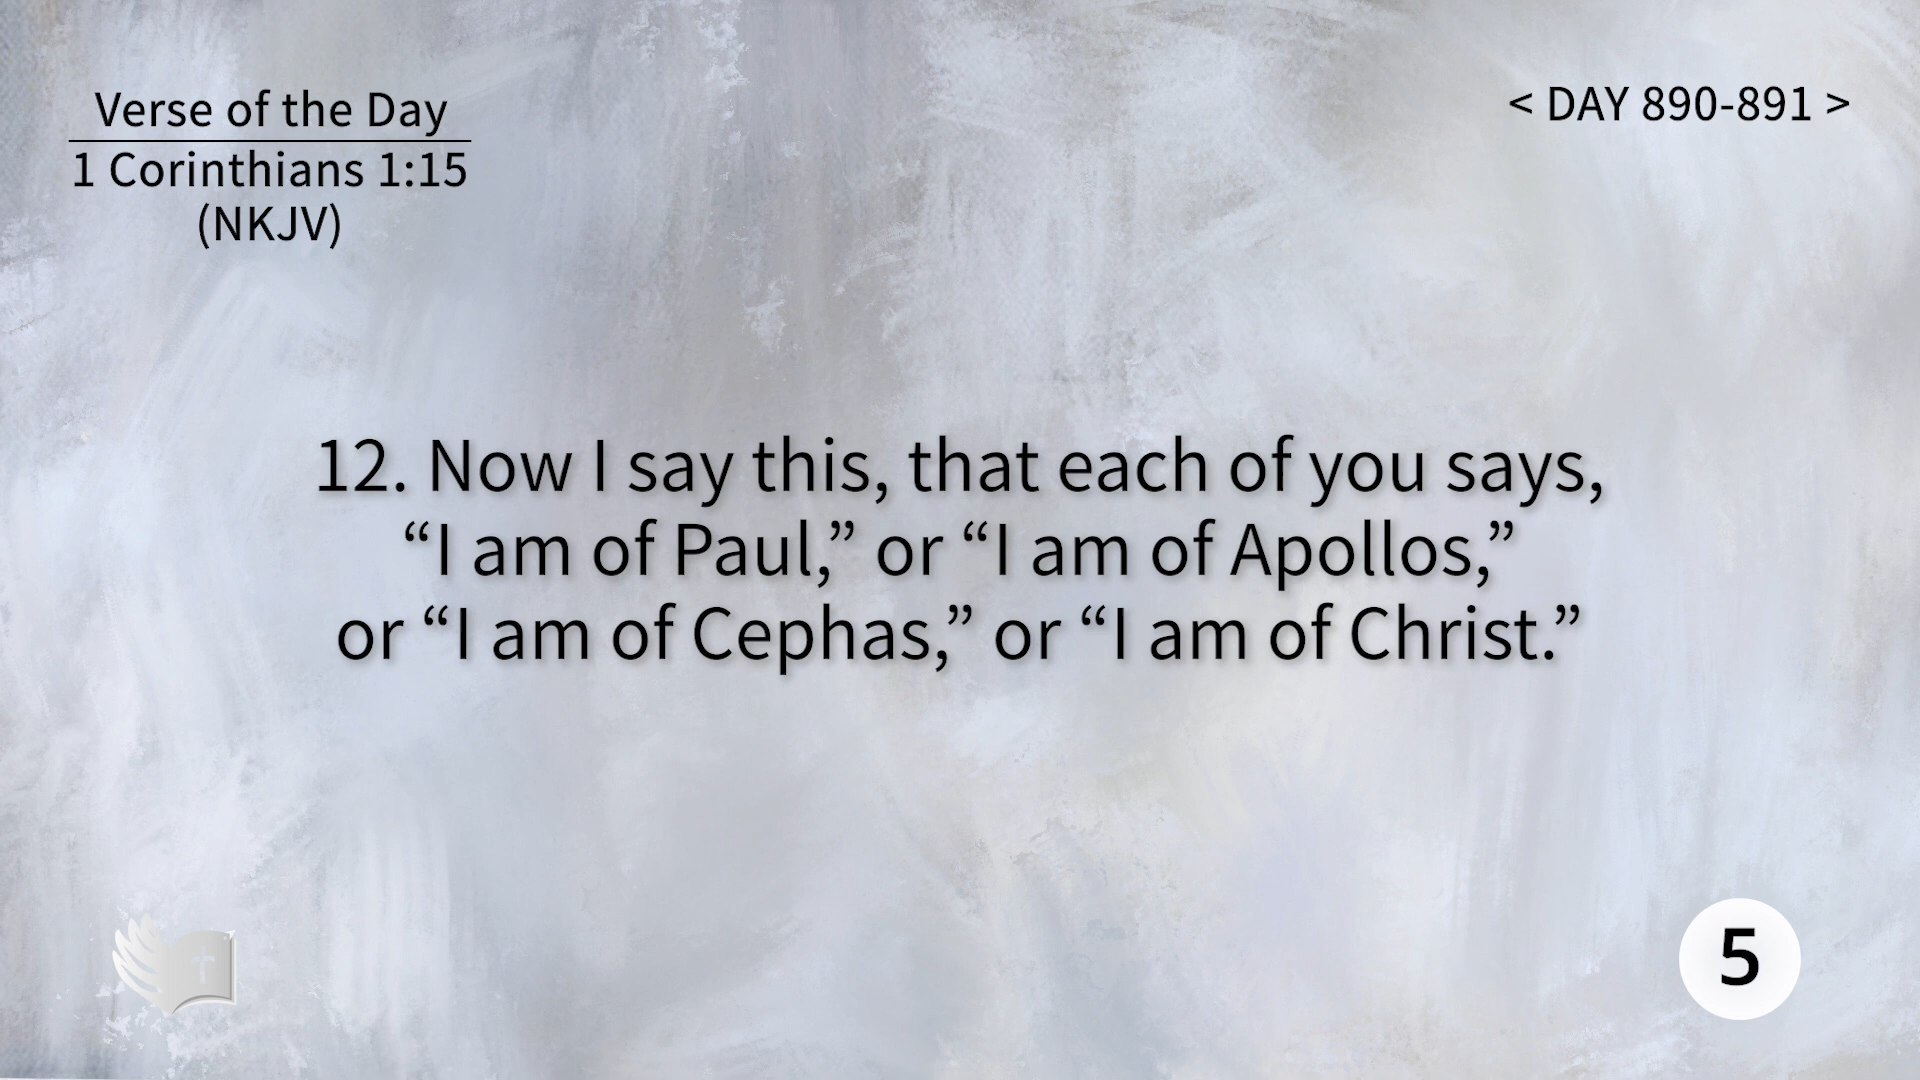 Verse of the Day
1 Corinthians 1:15
(NKJV)
< DAY 890-891 >
12. Now I say this, that each of you says,
“I am of Paul,” or “I am of Apollos,”
or “I am of Cephas,” or “I am of Christ.”
5